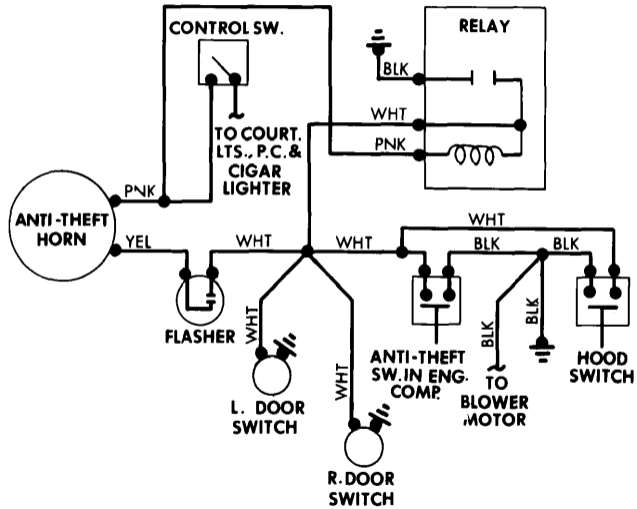 CONTROL SW.
RELAY
BLK
WHT
PNK
TO COURT.
LTS., P.C. &
CIGAR
LIGHTER
PNK
ANTI-THEFT
HORN
YEL
WHT
WHT
WHT
BLK
BLK
FLASHER
WHT
WHT
BLK
BLK
L. DOOR
SWITCH
R. DOOR
SWITCH
ANTI-THEFT
SW. IN ENG.
COMP.
TO
BLOWER
MOTOR
HOOD
SWITCH